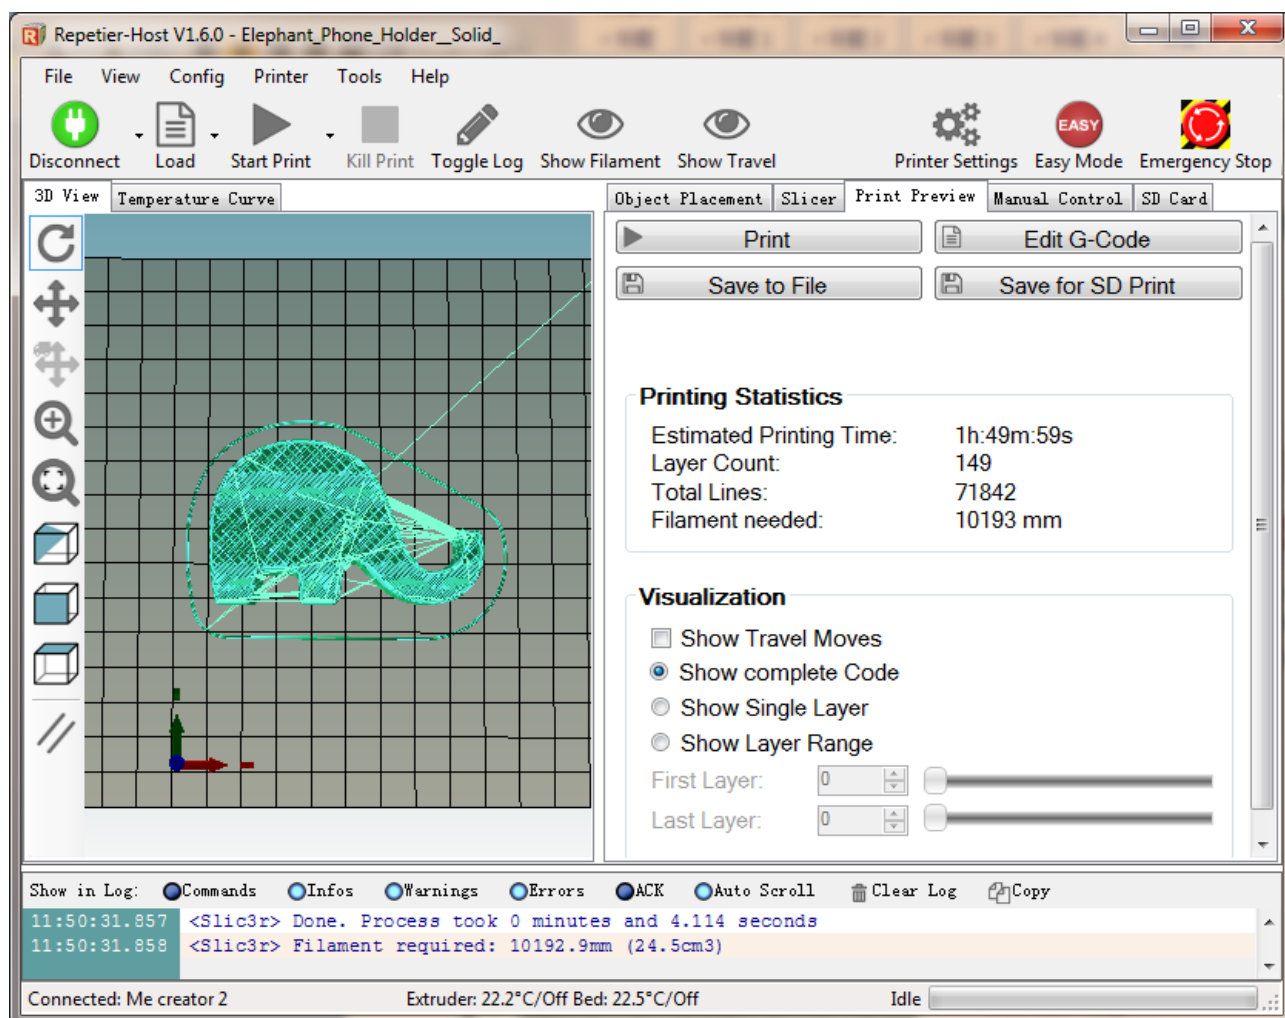 Repetier-Host V1.6.0 - Elephant_Phone_Holder__Solid_
File View Config Printer Tools Help
Disconnect Load Start Print Kill Print Toggle Log Show Filament Show Travel Printer Settings EASY Easy Mode Emergency Stop
3D View Temperature Curve
Object Placement Slicer Print Preview Manual Control SD Card
Print Edit G-Code
Save to File Save for SD Print
Printing Statistics
Estimated Printing Time: 1h:49m:59s
Layer Count: 149
Total Lines: 71842
Filament needed: 10193 mm
Visualization
Show Travel Moves
Show complete Code
Show Single Layer
Show Layer Range
First Layer: 0
Last Layer: 0
Show in Log: Commands Infos Warnings Errors ACK Auto Scroll Clear Log Copy
11:50:31.857 <Slic3r> Done. Process took 0 minutes and 4.114 seconds
11:50:31.858 <Slic3r> Filament required: 10192.9mm (24.5cm3)
Connected: Me creator 2 Extruder: 22.2°C/Off Bed: 22.5°C/Off Idle